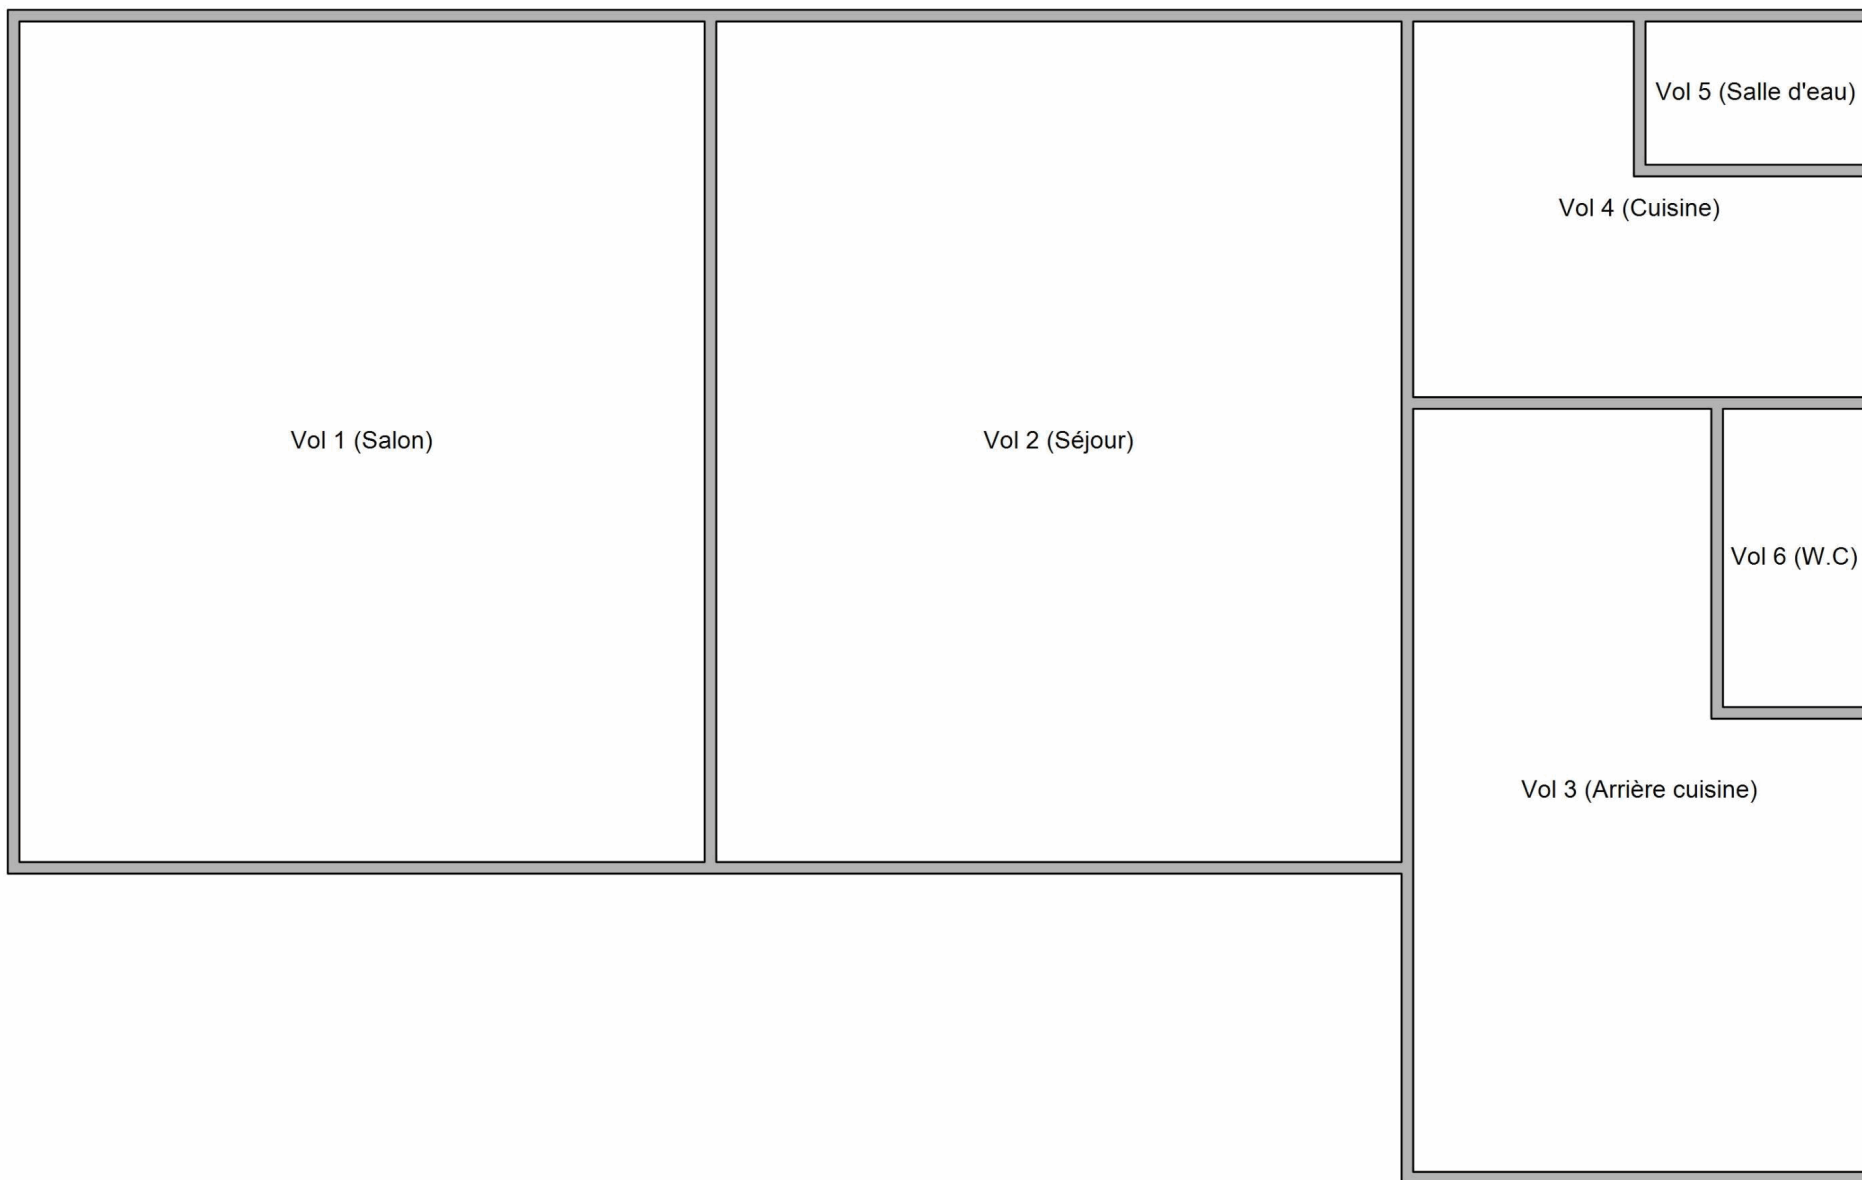 Vol 5 (Salle d'eau)
Vol 4 (Cuisine)
Vol 1 (Salon)
Vol 2 (Séjour)
Vol 6 (W.C)
Vol 3 (Arrière cuisine)